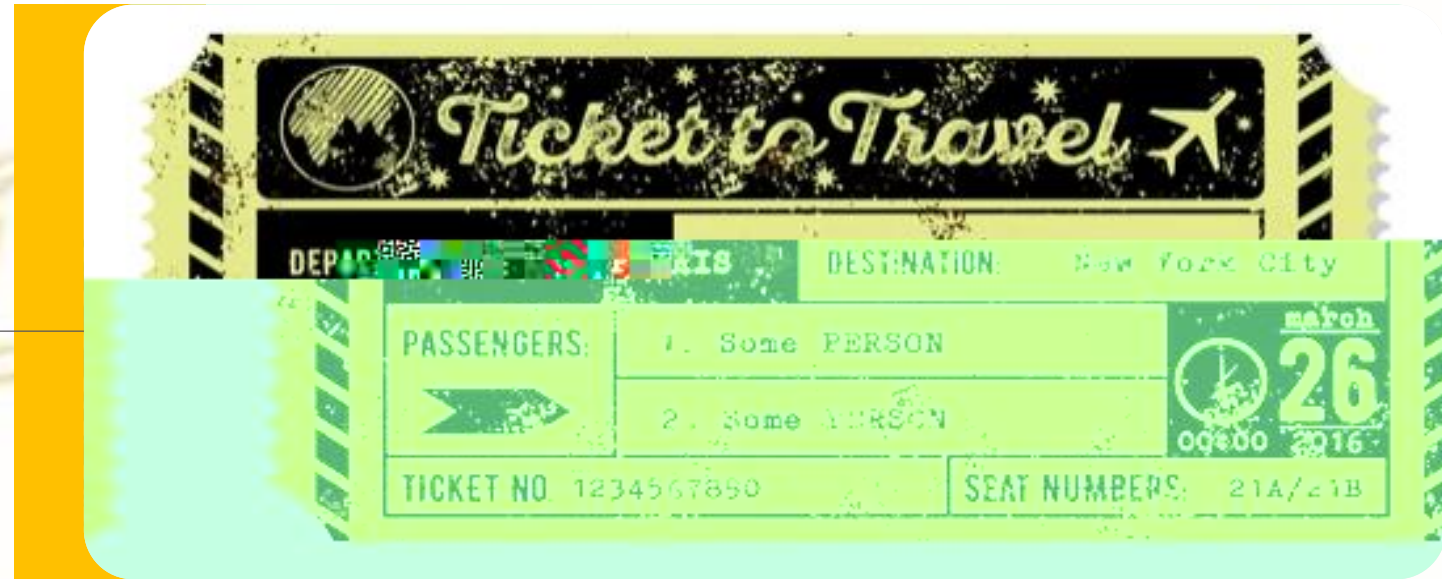 Ticket to Travel
DESTINATION: New York City
PASSENGERS: 1. Some PERSON
march
26
2. Some PERSON
00:00 2016
TICKET NO. 1234567890 SEAT NUMBERS: 21A/21B